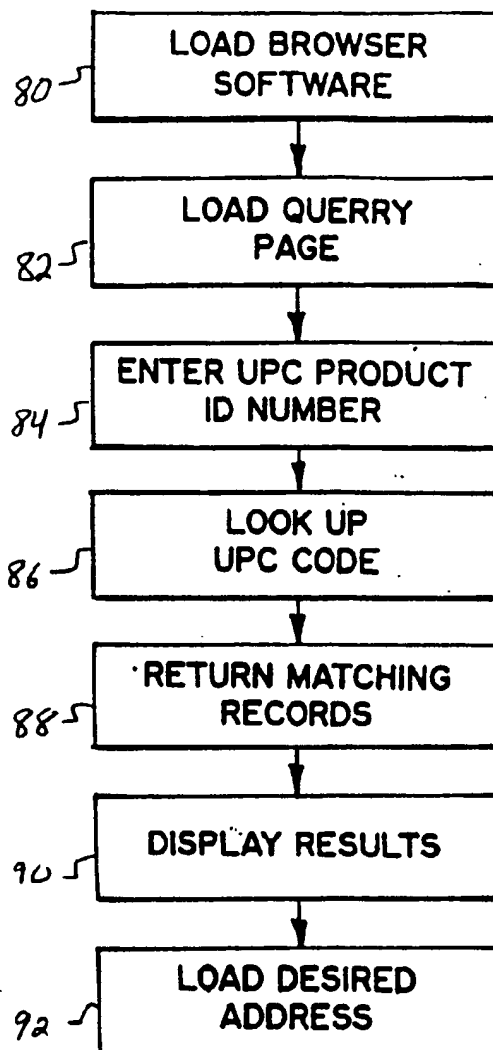 LOAD BROWSER
SOFTWARE
80
LOAD QUERRY
PAGE
82
ENTER UPC PRODUCT
ID NUMBER
84
LOOK UP
UPC CODE
86
RETURN MATCHING
RECORDS
88
DISPLAY RESULTS
90
LOAD DESIRED
ADDRESS
92